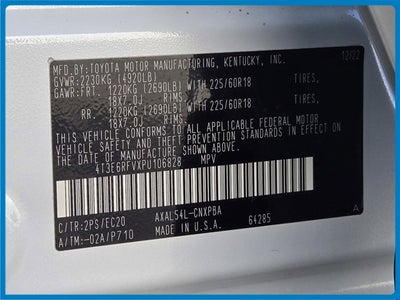 MFD. BY: TOYOTA MOTOR MANUFACTURING, KENTUCKY, INC.
GVWR: 2230KG (4920LB) 12/22
GAWR: FRT. 1220KG (2690LB) WITH 225/60R18 TIRES,
18X7.0J RIMS,
RR. 1220KG (2690LB) WITH 225/60R18 TIRES,
18X7.0J RIMS,
THIS VEHICLE CONFORMS TO ALL APPLICABLE FEDERAL MOTOR
VEHICLE SAFETY AND THEFT PREVENTION STANDARDS IN EFFECT
ON THE DATE OF MANUFACTURE SHOWN ABOVE.
4T3E6RFVXPU106828 MPV
C/TR: 2PS/EC20 AXAL54L-CNXPBA
A/TM: -02A/P710 MADE IN U.S.A. 64285 A